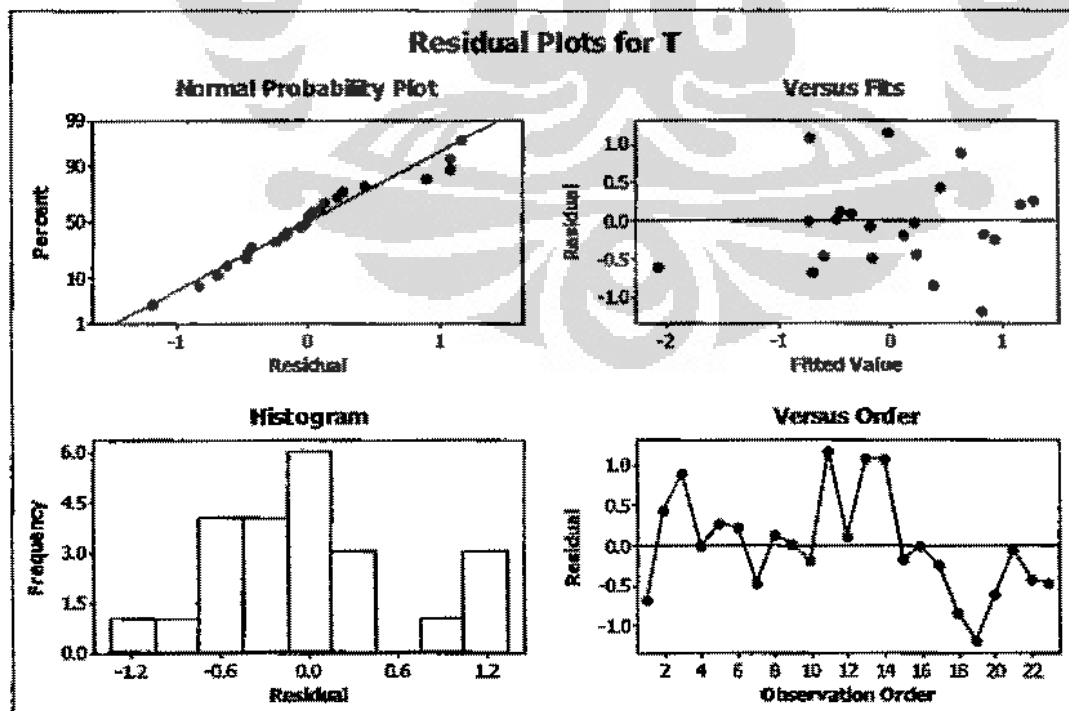 Residual Plots for T
Normal Probability Plot
99
90
50
10
1
Percent
-1 0 1
Residual
Versus Fits
1.0
0.5
0.0
-0.5
-1.0
Residual
-2 -1 0 1
Fitted Value
Histogram
6.0
4.5
3.0
1.5
0.0
Frequency
-1.2 -0.6 0.0 0.6 1.2
Residual
Versus Order
1.0
0.5
0.0
-0.5
-1.0
Residual
2 4 6 8 10 12 14 16 18 20 22
Observation Order